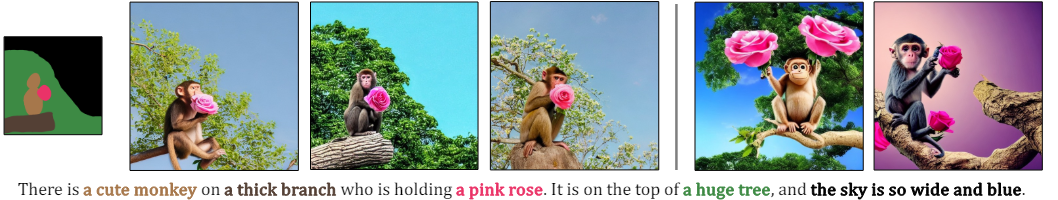 There is a cute monkey on a thick branch who is holding a pink rose. It is on the top of a huge tree, and the sky is so wide and blue.